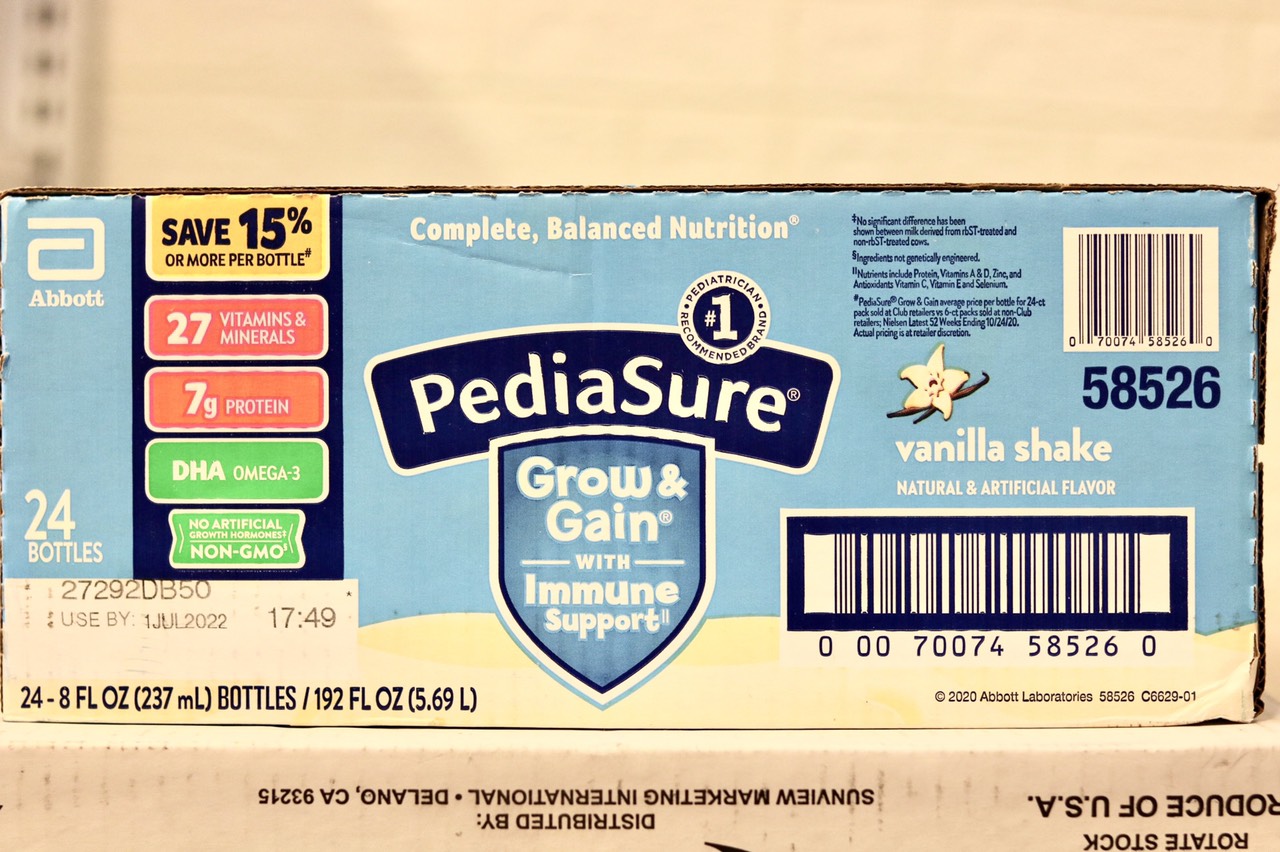 Abbott
SAVE 15%
OR MORE PER BOTTLE#
27 VITAMINS &
MINERALS
7g PROTEIN
DHA OMEGA-3
NO ARTIFICIAL
GROWTH HORMONES‡
NON-GMO§
24
BOTTLES
27292DB50
USE BY: 1JUL2022 17:49
24 - 8 FL OZ (237 mL) BOTTLES / 192 FL OZ (5.69 L)
Complete, Balanced Nutrition®
PEDIATRICIAN
#1
RECOMMENDED BRAND
PediaSure®
Grow &
Gain®
WITH
Immune
Support||
‡No significant difference has been
shown between milk derived from rbST-treated and
non-rbST-treated cows.
§Ingredients not genetically engineered.
||Nutrients include Protein, Vitamins A & D, Zinc, and
Antioxidants Vitamin C, Vitamin E and Selenium.
#PediaSure® Grow & Gain average price per bottle for 24-ct
pack sold at Club retailers vs 6-ct packs sold at non-Club
retailers; Nielsen Latest 52 Weeks Ending 10/24/20.
Actual pricing is at retailer discretion.
0 70074 58526 0
58526
vanilla shake
NATURAL & ARTIFICIAL FLAVOR
0 00 70074 58526 0
© 2020 Abbott Laboratories 58526 C6629-01
ROTATE STOCK
RODUCE OF U.S.A.
DISTRIBUTED BY:
SUNVIEW MARKETING INTERNATIONAL • DELANO, CA 93215